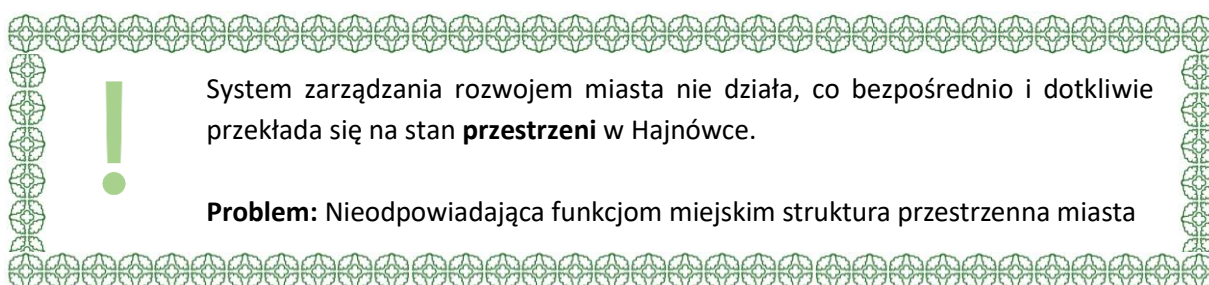 System zarządzania rozwojem miasta nie działa, co bezpośrednio i dotkliwie
przekłada się na stan przestrzeni w Hajnówce.
Problem: Nieodpowiadająca funkcjom miejskim struktura przestrzenna miasta